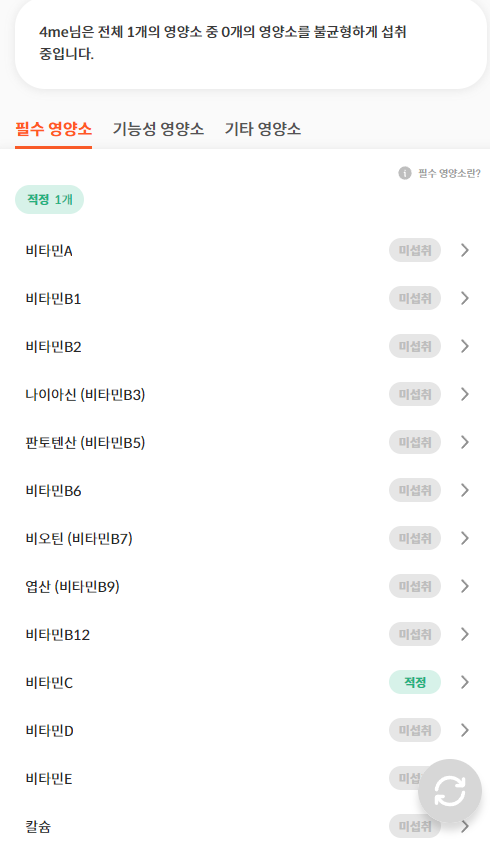 4me님은 전체 1개의 영양소 중 0개의 영양소를 불균형하게 섭취
중입니다.
필수 영양소 기능성 영양소 기타 영양소
필수 영양소란?
적정 1개
비타민A 미섭취
비타민B1 미섭취
비타민B2 미섭취
나이아신 (비타민B3) 미섭취
판토텐산 (비타민B5) 미섭취
비타민B6 미섭취
비오틴 (비타민B7) 미섭취
엽산 (비타민B9) 미섭취
비타민B12 미섭취
비타민C 적정
비타민D 미섭취
비타민E 미섭
칼슘 미섭취